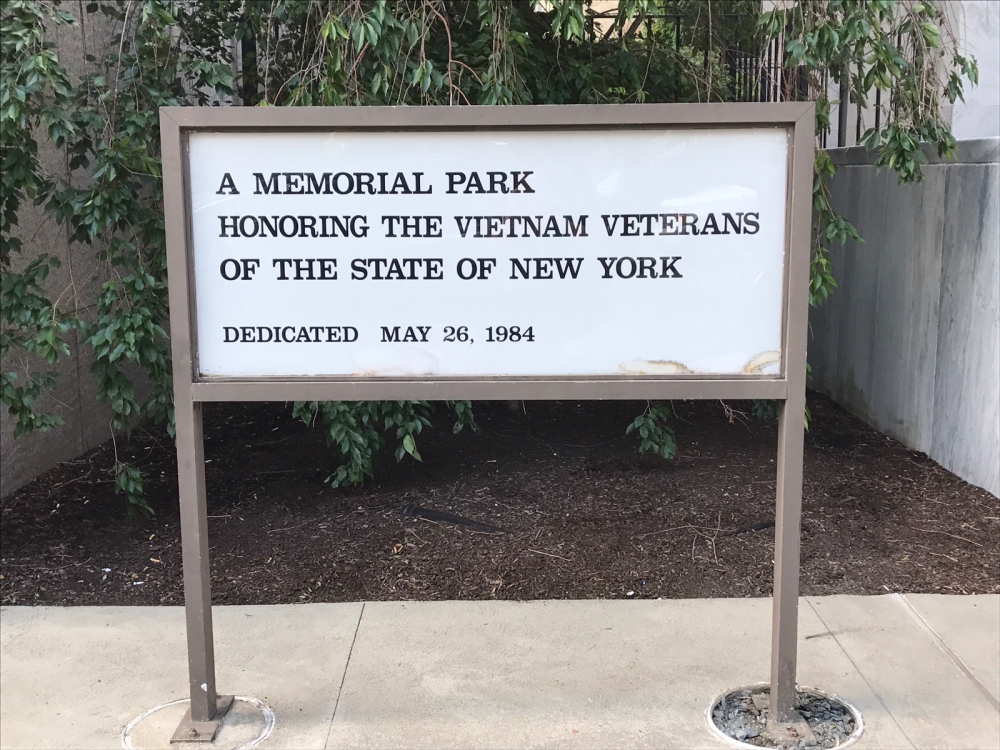 A MEMORIAL PARK
HONORING THE VIETNAM VETERANS
OF THE STATE OF NEW YORK
DEDICATED MAY 26, 1984